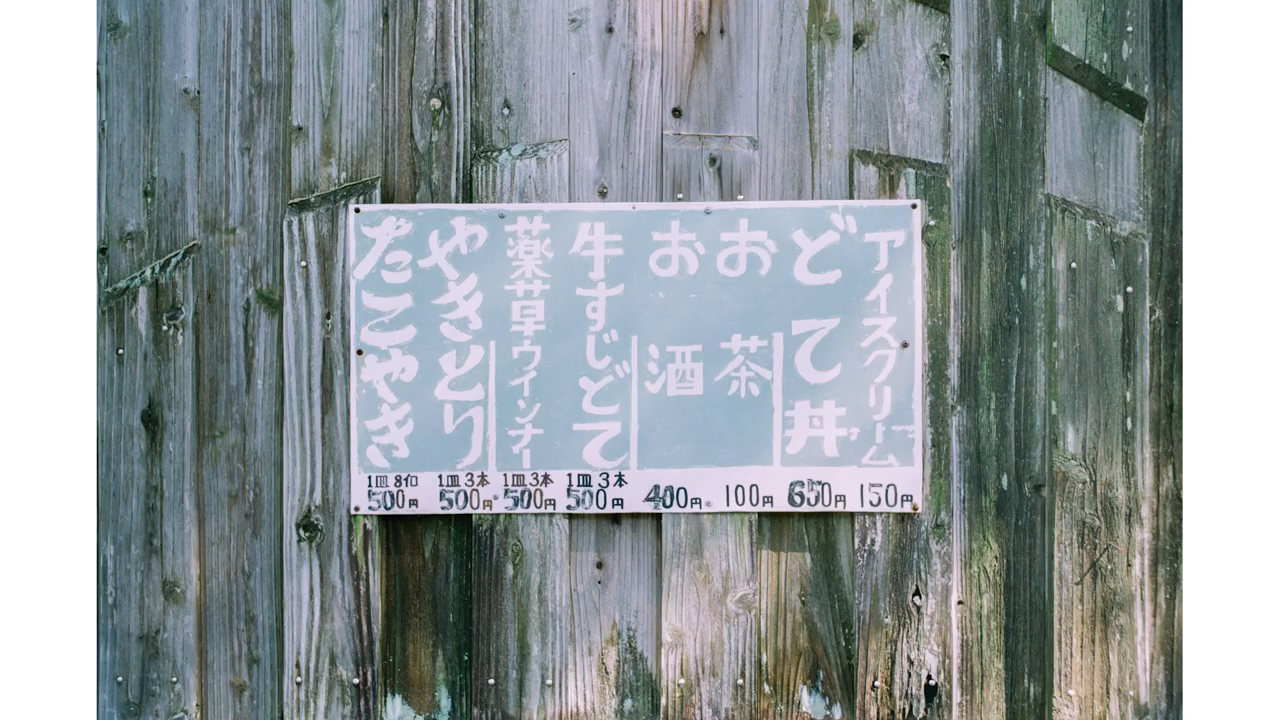 アイスクリーム
150円
どて丼
650円
お茶
100円
お酒
400円
牛すじどて
1皿3本
500円
薬草ウインナー
1皿3本
500円
やきとり
1皿3本
500円
たこやき
1皿8个
500円